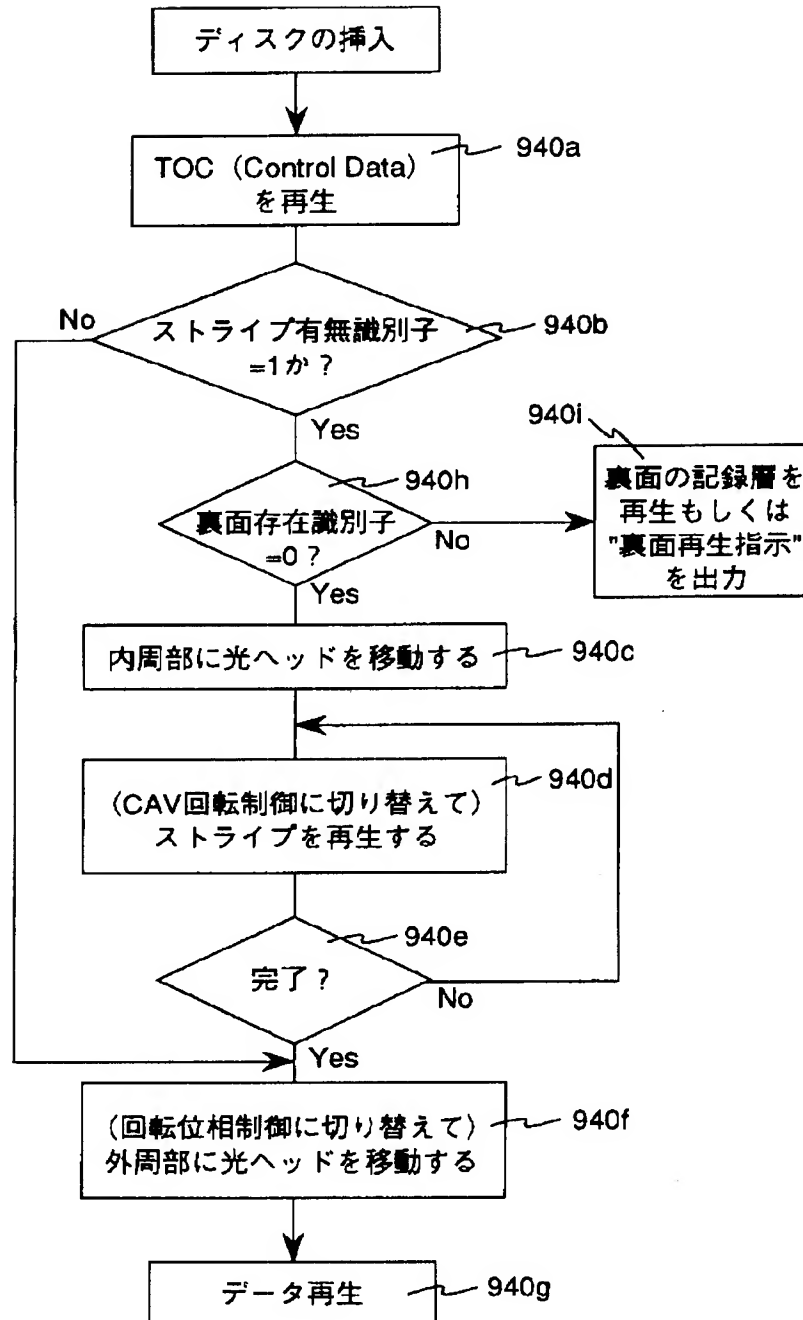 ディスクの挿入
TOC（Control Data）
を再生
940a
No
ストライプ有無識別子
=1か？
940b
Yes
940i
940h
裏面存在識別子
=0？
No
裏面の記録層を
再生もしくは
"裏面再生指示"
を出力
Yes
内周部に光ヘッドを移動する
940c
940d
（CAV回転制御に切り替えて）
ストライプを再生する
940e
完了？
No
Yes
（回転位相制御に切り替えて）
外周部に光ヘッドを移動する
940f
データ再生
940g